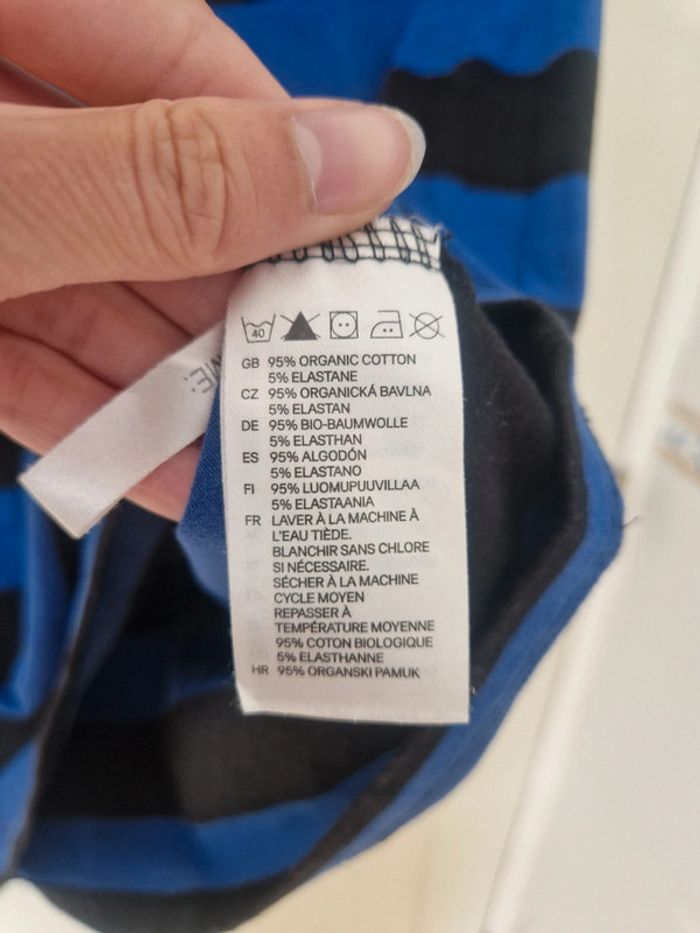 40
GB 95% ORGANIC COTTON
5% ELASTANE
CZ 95% ORGANICKÁ BAVLNA
5% ELASTAN
DE 95% BIO-BAUMWOLLE
5% ELASTHAN
ES 95% ALGODÓN
5% ELASTANO
FI 95% LUOMUPUUVILLAA
5% ELASTAANIA
FR LAVER À LA MACHINE À
L'EAU TIÈDE.
BLANCHIR SANS CHLORE
SI NÉCESSAIRE.
SÉCHER À LA MACHINE
CYCLE MOYEN
REPASSER À
TEMPÉRATURE MOYENNE
95% COTON BIOLOGIQUE
5% ELASTHANNE
HR 95% ORGANSKI PAMUK